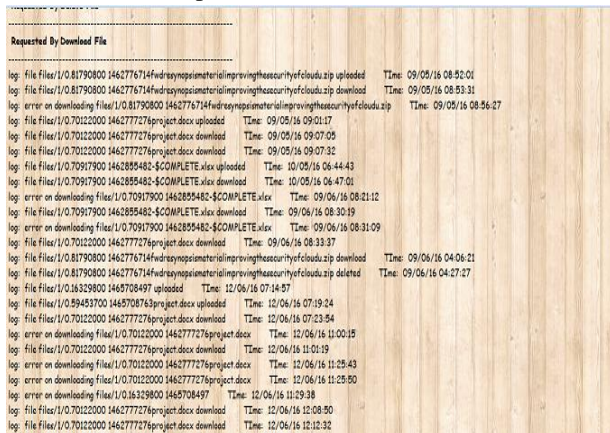 Requested By Delete File
------------------------------------------------------------
Requested By Download File
------------------------------------------------------------
log: file files/1/0.81790800 1462776714fwdresynopsismaterialimprovingthesecurityofcloudu.zip uploaded TIme: 09/05/16 08:52:01
log: file files/1/0.81790800 1462776714fwdresynopsismaterialimprovingthesecurityofcloudu.zip download TIme: 09/05/16 08:53:31
log: error on downloading files/1/0.81790800 1462776714fwdresynopsismaterialimprovingthesecurityofcloudu.zip TIme: 09/05/16 08:56:27
log: file files/1/0.70122000 1462777276project.docx uploaded TIme: 09/05/16 09:01:17
log: file files/1/0.70122000 1462777276project.docx download TIme: 09/05/16 09:07:05
log: file files/1/0.70122000 1462777276project.docx download TIme: 09/05/16 09:07:32
log: file files/1/0.70917900 1462855482-$COMPLETE.xlsx uploaded TIme: 10/05/16 06:44:43
log: file files/1/0.70917900 1462855482-$COMPLETE.xlsx download TIme: 10/05/16 06:47:01
log: error on downloading files/1/0.70917900 1462855482-$COMPLETE.xlsx TIme: 09/06/16 08:21:12
log: file files/1/0.70917900 1462855482-$COMPLETE.xlsx download TIme: 09/06/16 08:30:19
log: error on downloading files/1/0.70917900 1462855482-$COMPLETE.xlsx TIme: 09/06/16 08:31:09
log: file files/1/0.70122000 1462777276project.docx download TIme: 09/06/16 08:33:37
log: file files/1/0.81790800 1462776714fwdresynopsismaterialimprovingthesecurityofcloudu.zip download TIme: 09/06/16 04:06:21
log: file files/1/0.81790800 1462776714fwdresynopsismaterialimprovingthesecurityofcloudu.zip deleted TIme: 09/06/16 04:27:27
log: file files/1/0.16329800 1465708497 uploaded TIme: 12/06/16 07:14:57
log: file files/1/0.59453700 1465708763project.docx uploaded TIme: 12/06/16 07:19:24
log: file files/1/0.70122000 1462777276project.docx download TIme: 12/06/16 07:23:54
log: error on downloading files/1/0.70122000 1462777276project.docx TIme: 12/06/16 11:00:15
log: file files/1/0.70122000 1462777276project.docx download TIme: 12/06/16 11:01:19
log: error on downloading files/1/0.70122000 1462777276project.docx TIme: 12/06/16 11:25:43
log: error on downloading files/1/0.70122000 1462777276project.docx TIme: 12/06/16 11:25:50
log: error on downloading files/1/0.16329800 1465708497 TIme: 12/06/16 11:29:38
log: file files/1/0.70122000 1462777276project.docx download TIme: 12/06/16 12:08:50
log: file files/1/0.70122000 1462777276project.docx download TIme: 12/06/16 12:12:32